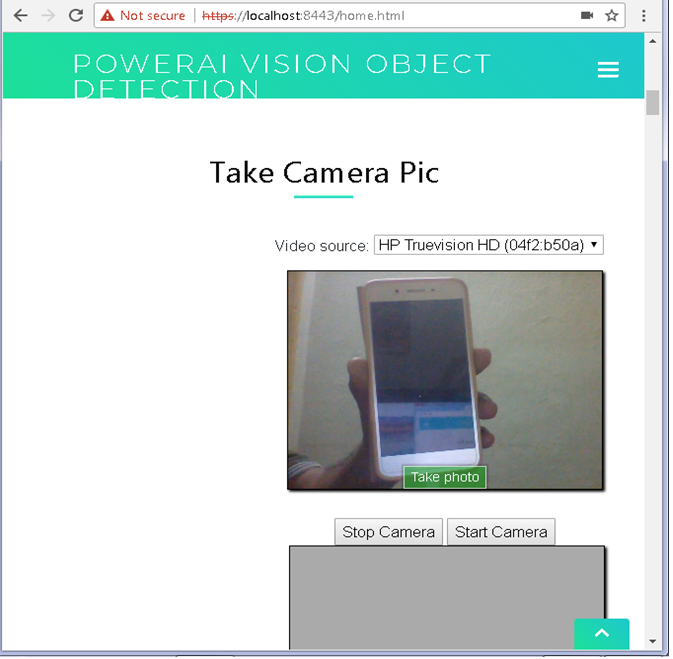 Not secure | https://localhost:8443/home.html
POWERAI VISION OBJECT
DETECTION
Take Camera Pic
Video source: HP Truevision HD (04f2:b50a)
Take photo
Stop Camera Start Camera